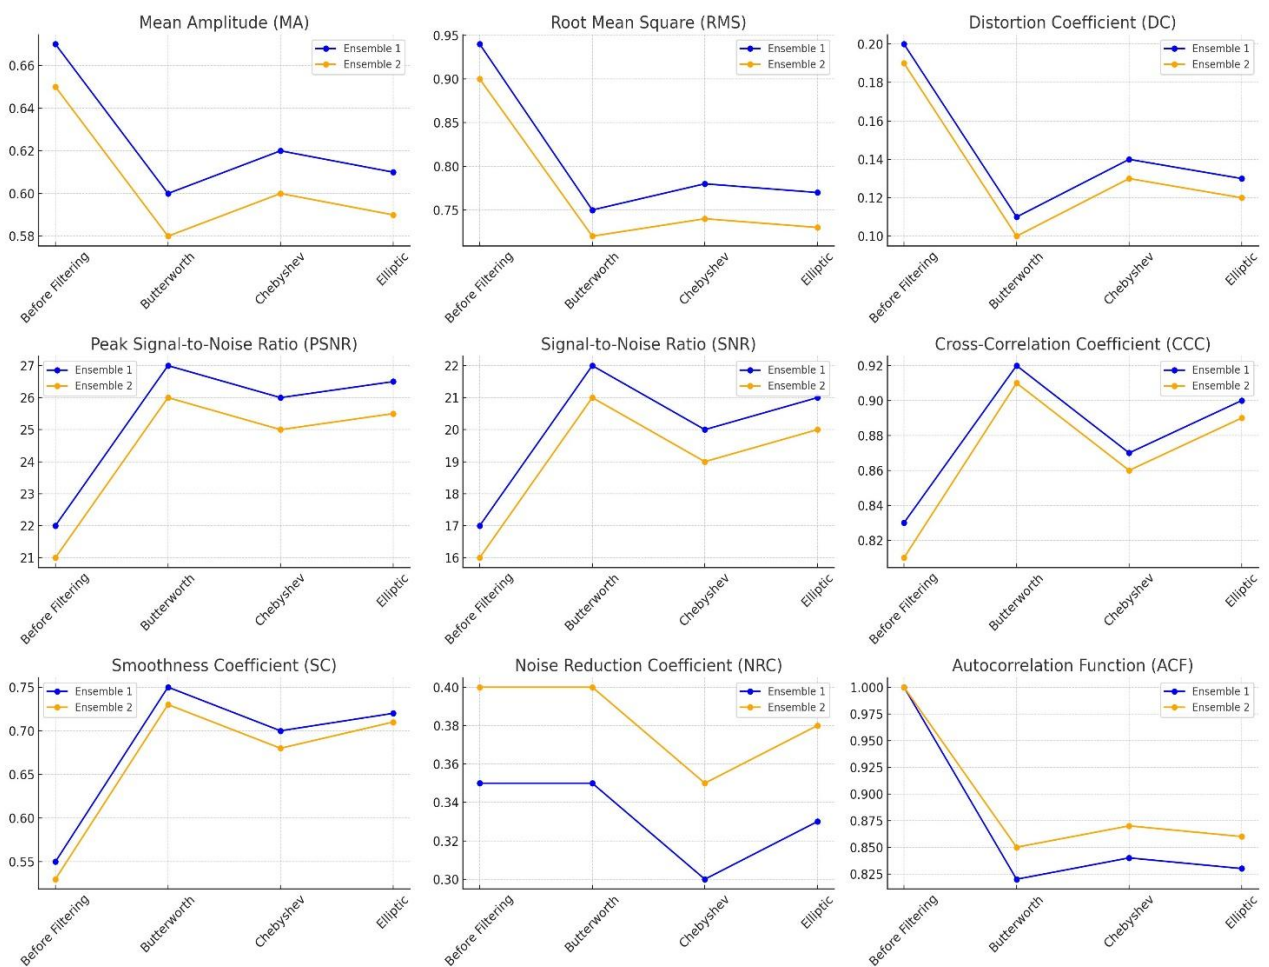 Mean Amplitude (MA)
0.66
0.64
0.62
0.60
0.58
Ensemble 1
Ensemble 2
Before Filtering
Butterworth
Chebyshev
Elliptic
Root Mean Square (RMS)
0.95
0.90
0.85
0.80
0.75
Ensemble 1
Ensemble 2
Before Filtering
Butterworth
Chebyshev
Elliptic
Distortion Coefficient (DC)
0.20
0.18
0.16
0.14
0.12
0.10
Ensemble 1
Ensemble 2
Before Filtering
Butterworth
Chebyshev
Elliptic
Peak Signal-to-Noise Ratio (PSNR)
27
26
25
24
23
22
21
Ensemble 1
Ensemble 2
Before Filtering
Butterworth
Chebyshev
Elliptic
Signal-to-Noise Ratio (SNR)
22
21
20
19
18
17
16
Ensemble 1
Ensemble 2
Before Filtering
Butterworth
Chebyshev
Elliptic
Cross-Correlation Coefficient (CCC)
0.92
0.90
0.88
0.86
0.84
0.82
Ensemble 1
Ensemble 2
Before Filtering
Butterworth
Chebyshev
Elliptic
Smoothness Coefficient (SC)
0.75
0.70
0.65
0.60
0.55
Ensemble 1
Ensemble 2
Before Filtering
Butterworth
Chebyshev
Elliptic
Noise Reduction Coefficient (NRC)
0.40
0.38
0.36
0.34
0.32
0.30
Ensemble 1
Ensemble 2
Before Filtering
Butterworth
Chebyshev
Elliptic
Autocorrelation Function (ACF)
1.000
0.975
0.950
0.925
0.900
0.875
0.850
0.825
Ensemble 1
Ensemble 2
Before Filtering
Butterworth
Chebyshev
Elliptic